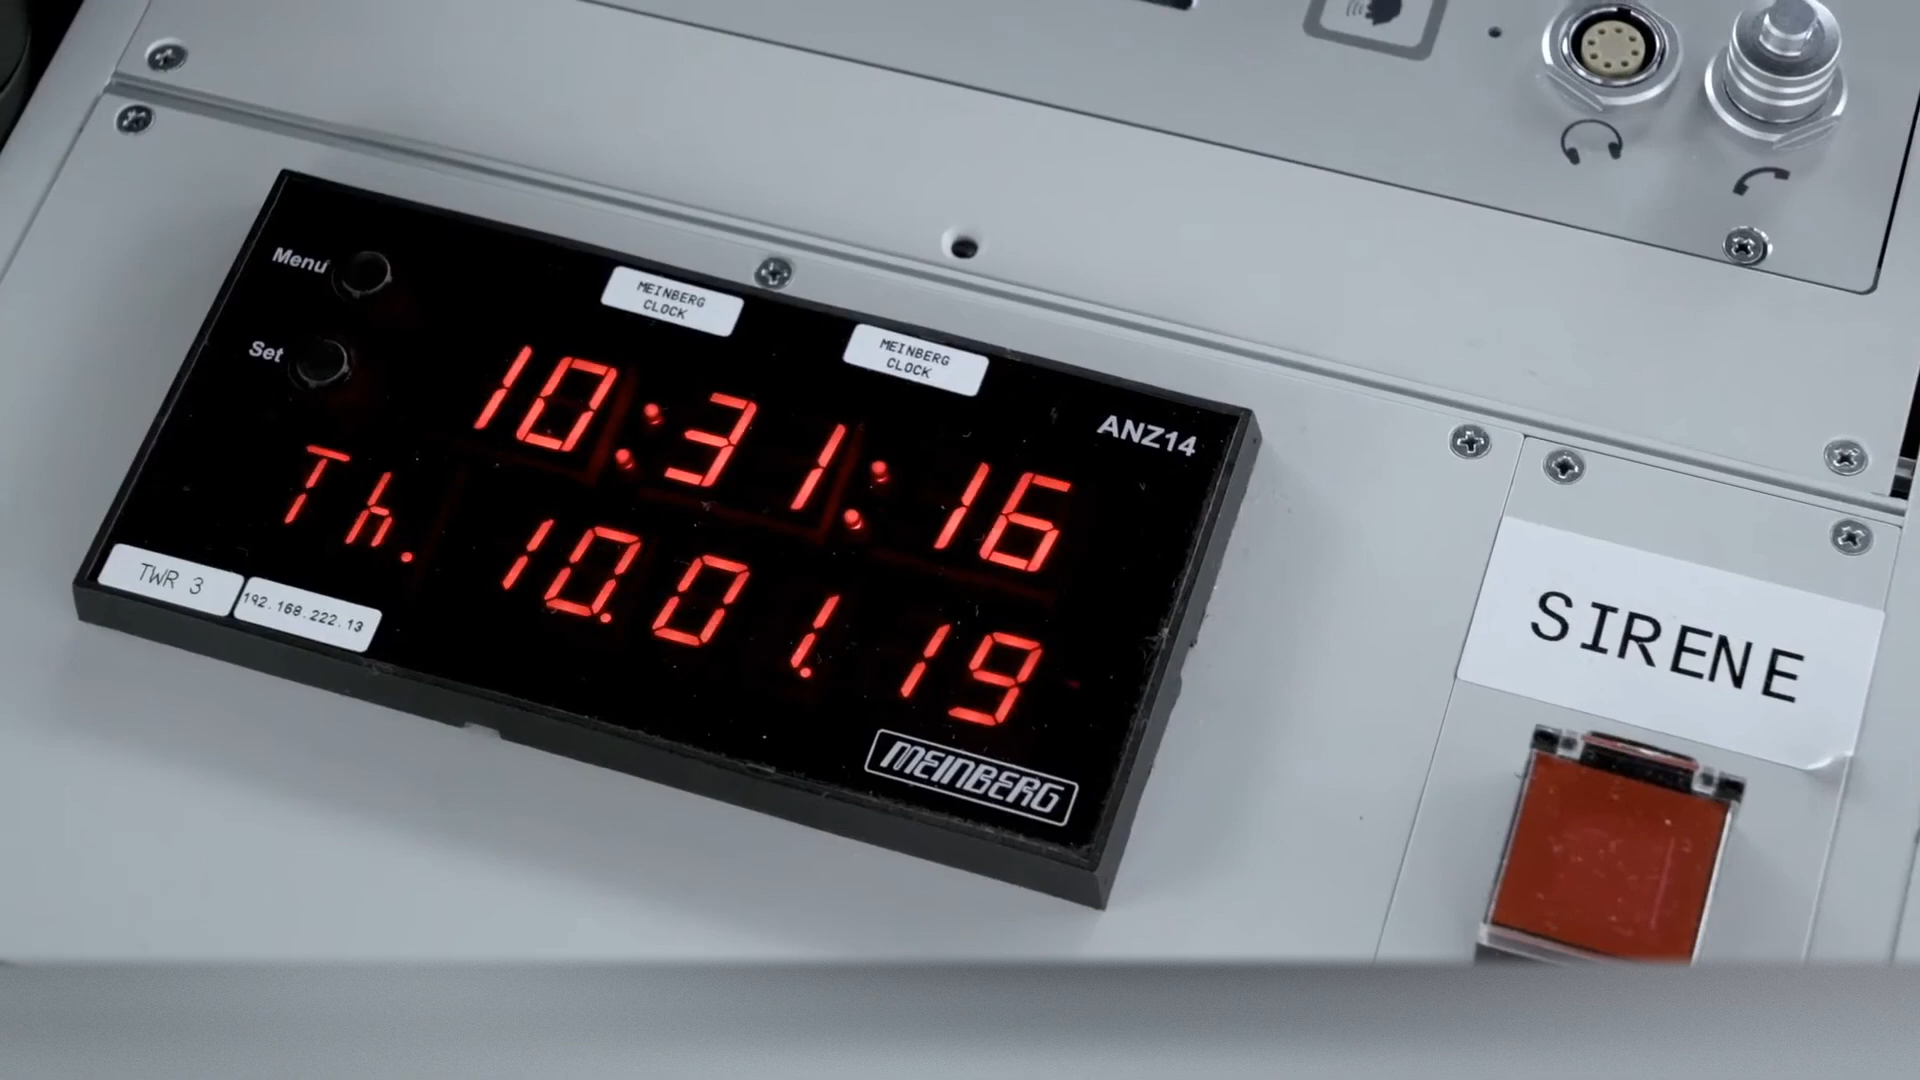 Menu
MEINBERG
CLOCK
MEINBERG
CLOCK
Set
10:31:16
ANZ14
Th. 10.01.19
TWR 3
192.168.222.13
MEINBERG
SIRENE